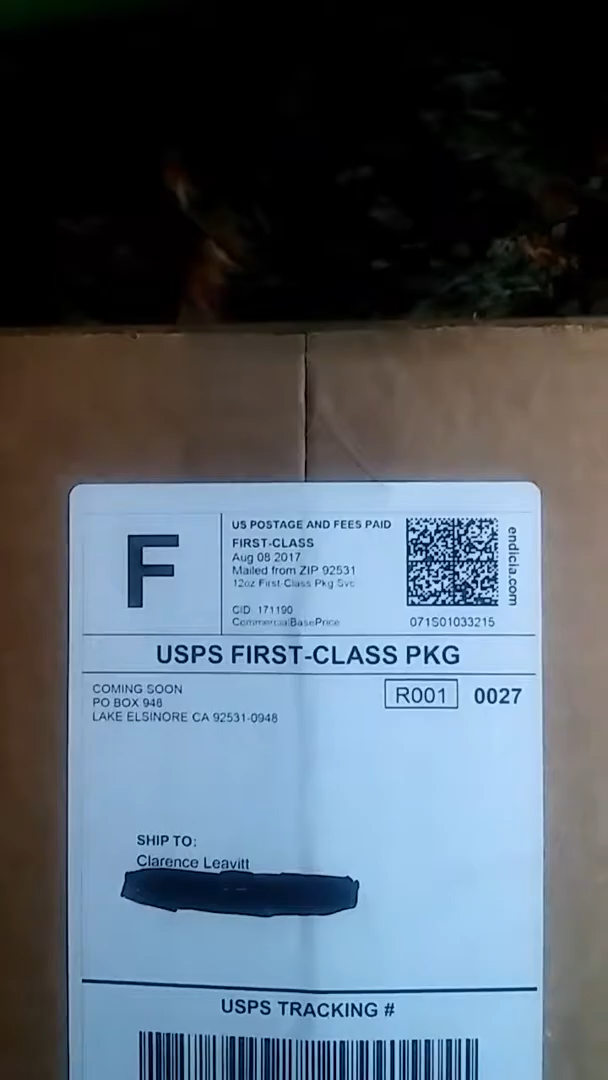 F
US POSTAGE AND FEES PAID
FIRST-CLASS
Aug 08 2017
Mailed from ZIP 92531
12oz First Class Pkg Svc
CID 171190
CommercialBasePrice
endicia.com
071S01033215
USPS FIRST-CLASS PKG
COMING SOON
PO BOX 948
LAKE ELSINORE CA 92531-0948
R001 0027
SHIP TO:
Clarence Leavitt
USPS TRACKING #